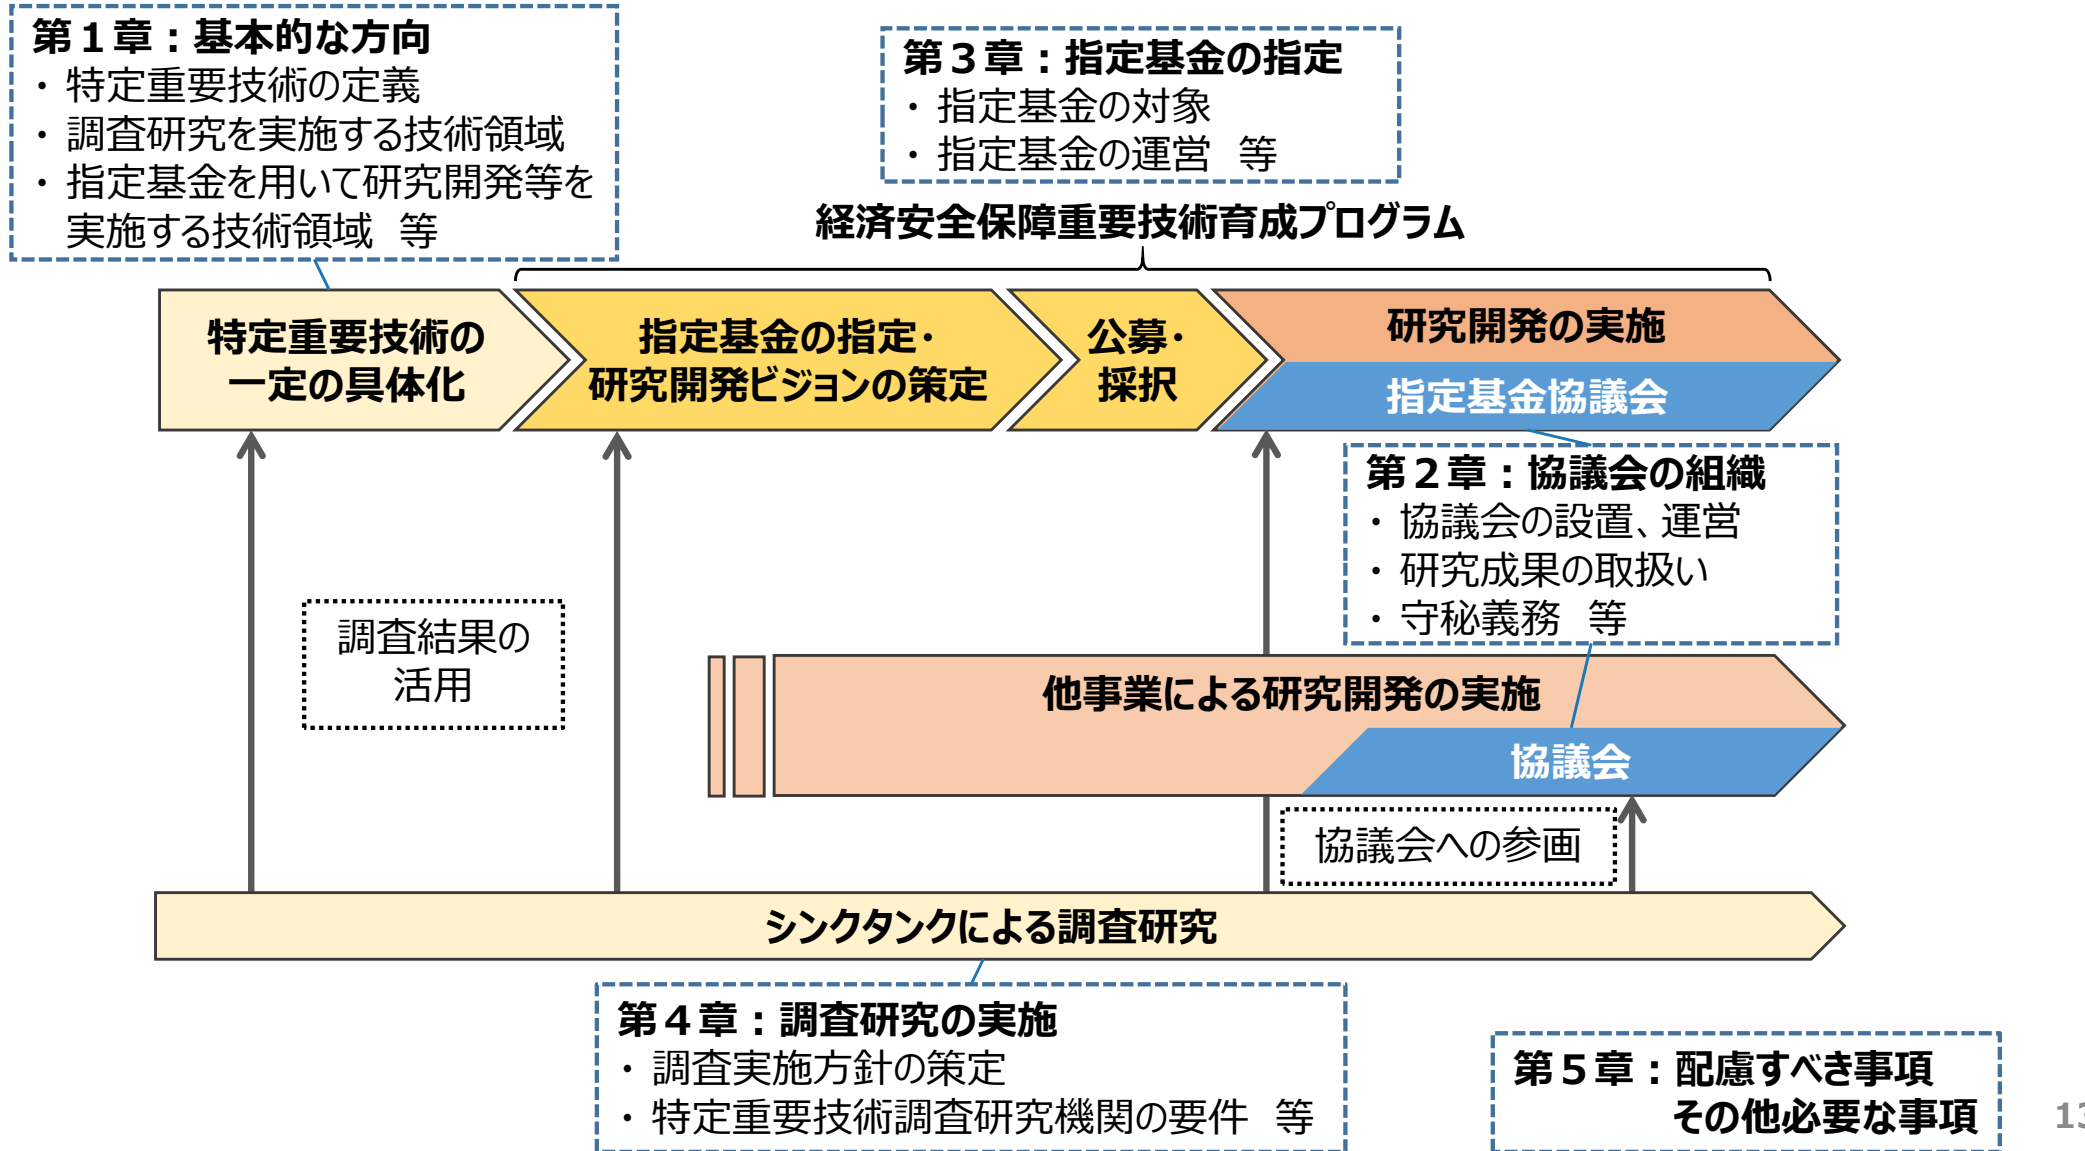 第１章：基本的な方向
・ 特定重要技術の定義
・ 調査研究を実施する技術領域
・ 指定基金を用いて研究開発等を
実施する技術領域　等
第３章：指定基金の指定
・ 指定基金の対象
・ 指定基金の運営　等
経済安全保障重要技術育成プログラム
特定重要技術の
一定の具体化
指定基金の指定・
研究開発ビジョンの策定
公募・
採択
研究開発の実施
指定基金協議会
第２章：協議会の組織
・ 協議会の設置、運営
・ 研究成果の取扱い
・ 守秘義務　等
調査結果の
活用
他事業による研究開発の実施
協議会
協議会への参画
シンクタンクによる調査研究
第４章：調査研究の実施
・ 調査実施方針の策定
・ 特定重要技術調査研究機関の要件　等
第５章：配慮すべき事項
その他必要な事項
13